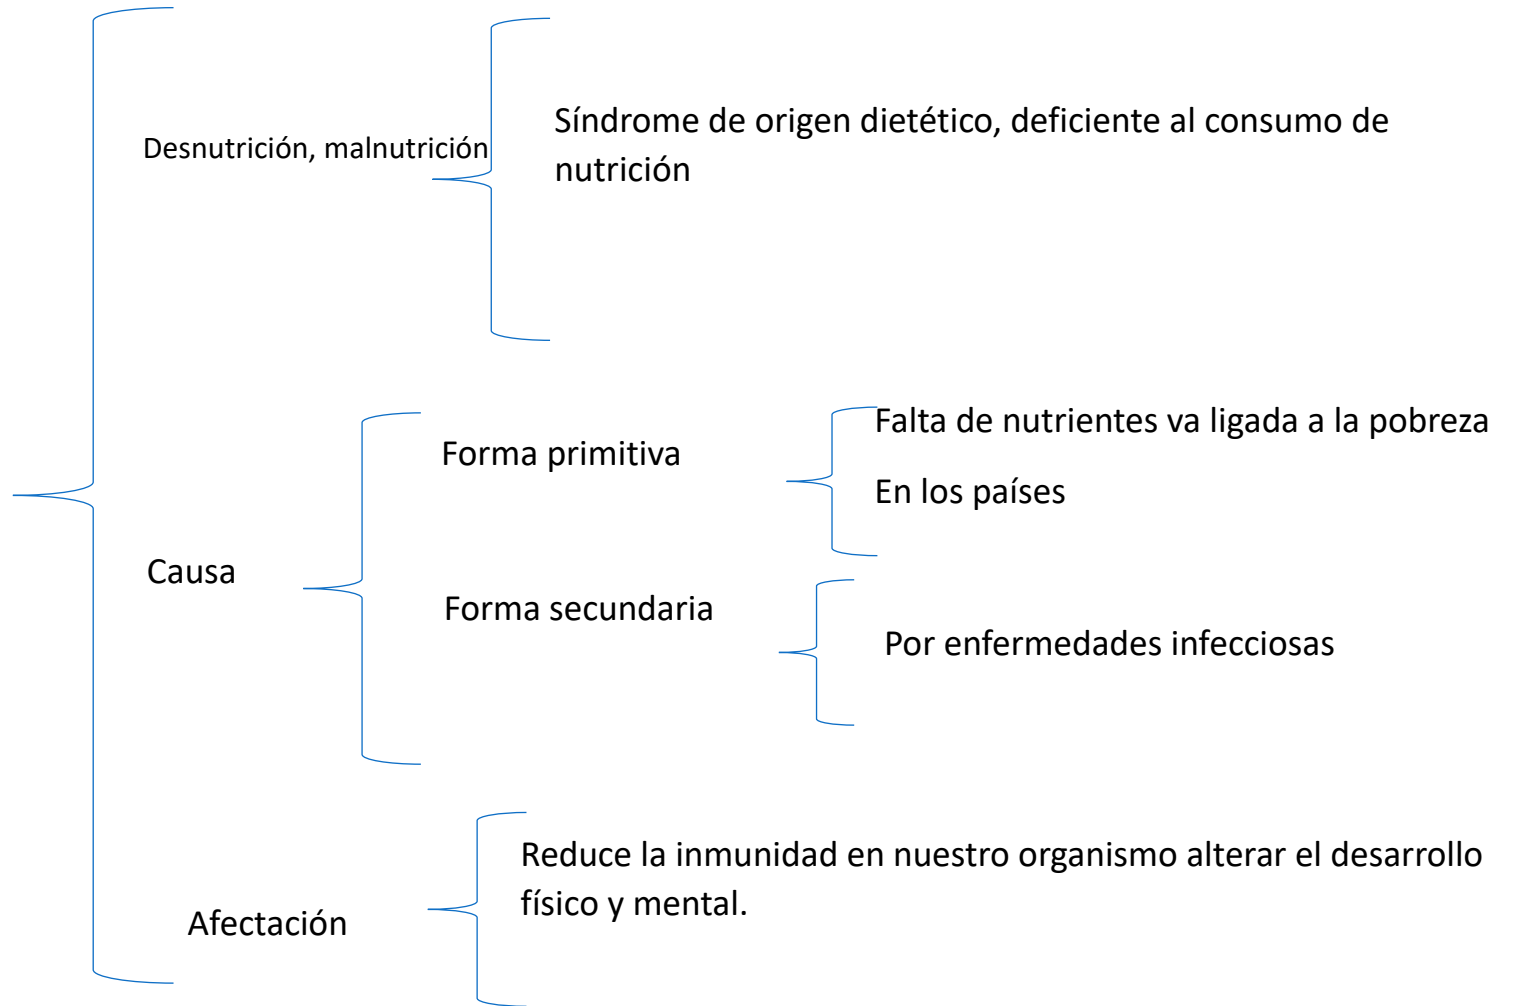 Desnutrición, malnutrición
Síndrome de origen dietético, deficiente al consumo de
nutrición
Causa
Forma primitiva
Falta de nutrientes va ligada a la pobreza
En los países
Forma secundaria
Por enfermedades infecciosas
Afectación
Reduce la inmunidad en nuestro organismo alterar el desarrollo
físico y mental.